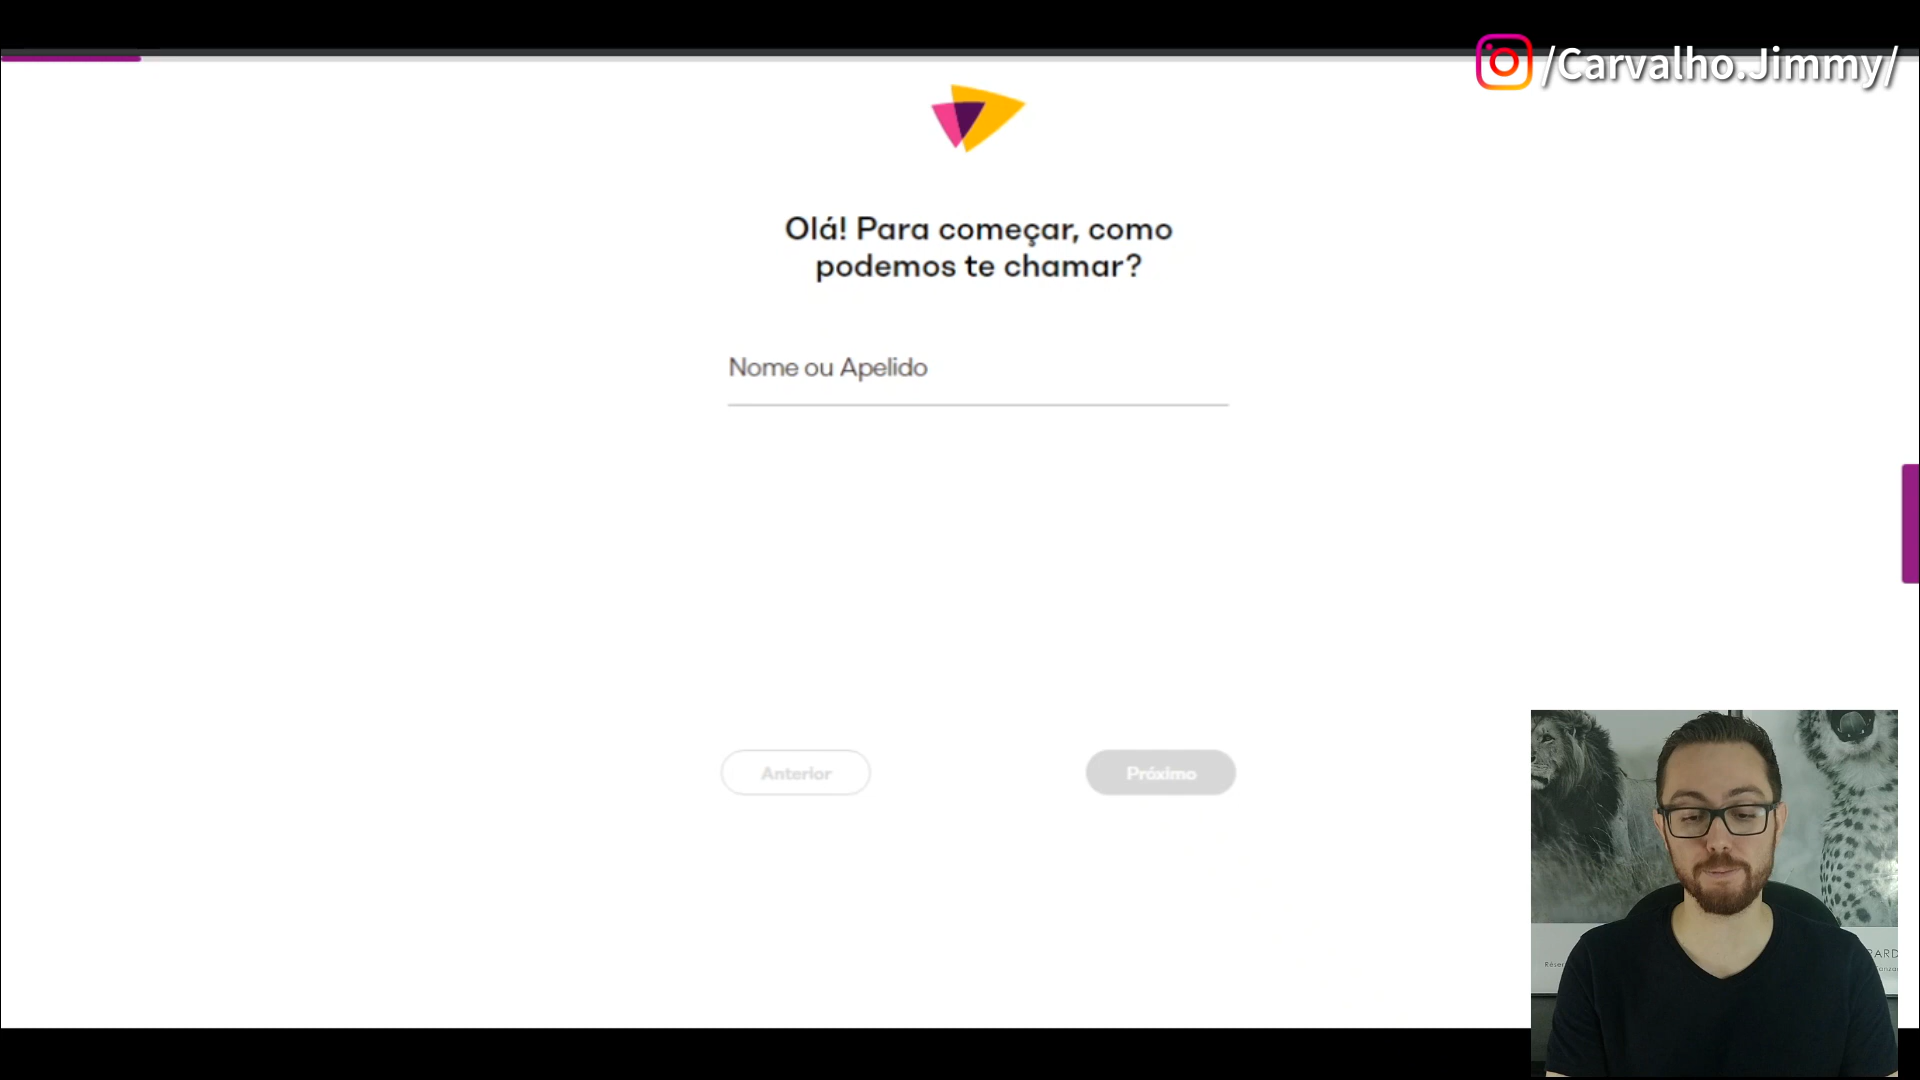 /Carvalho.Jimmy/
Olá! Para começar, como
podemos te chamar?
Nome ou Apelido
Anterior
Próximo